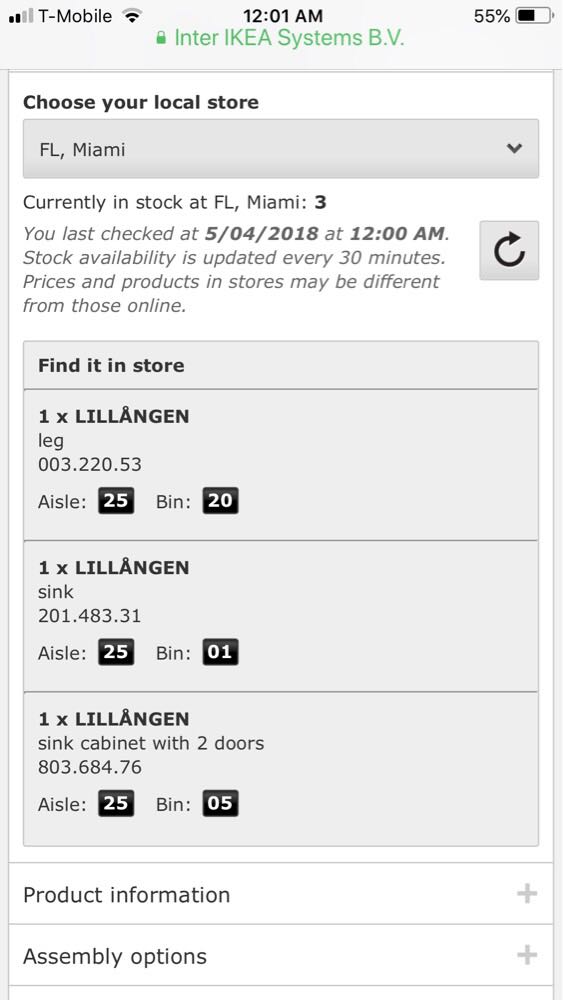 T-Mobile 12:01 AM 55%
Inter IKEA Systems B.V.
Choose your local store
FL, Miami
Currently in stock at FL, Miami: 3
You last checked at 5/04/2018 at 12:00 AM.
Stock availability is updated every 30 minutes.
Prices and products in stores may be different
from those online.
Find it in store
1 x LILLÅNGEN
leg
003.220.53
Aisle: 25 Bin: 20
1 x LILLÅNGEN
sink
201.483.31
Aisle: 25 Bin: 01
1 x LILLÅNGEN
sink cabinet with 2 doors
803.684.76
Aisle: 25 Bin: 05
Product information
Assembly options